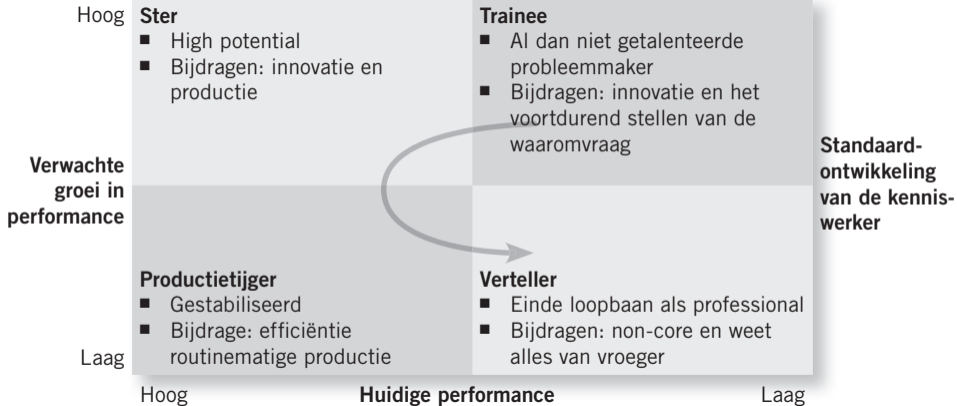 Hoog
Ster
■ High potential
■ Bijdragen: innovatie en
productie
Trainee
■ Al dan niet getalenteerde
probleemmaker
■ Bijdragen: innovatie en het
voortdurend stellen van de
waaromvraag
Verwachte
groei in
performance
Standaard-
ontwikkeling
van de kennis-
werker
Productietijger
■ Gestabiliseerd
■ Bijdrage: efficiëntie
routinematige productie
Verteller
■ Einde loopbaan als professional
■ Bijdragen: non-core en weet
alles van vroeger
Laag
Hoog
Huidige performance
Laag